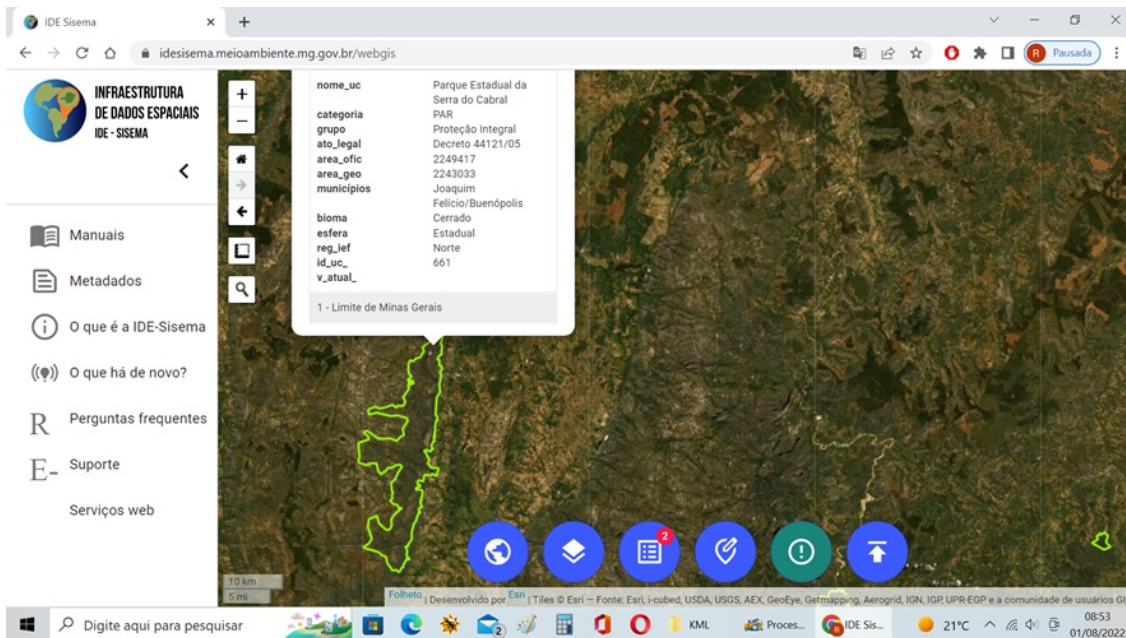 IDE Sisema
idesisema.meioambiente.mg.gov.br/webgis
R
Pausada
INFRAESTRUTURA
DE DADOS ESPACIAIS
IDE - SISEMA
Manuais
Metadados
O que é a IDE-Sisema
O que há de novo?
R Perguntas frequentes
E- Suporte
Serviços web
nome_uc Parque Estadual da
Serra do Cabral
categoria PAR
grupo Proteção Integral
ato_legal Decreto 44121/05
area_ofic 2249417
area_geo 2243033
municípios Joaquim
Felício/Buenópolis
bioma Cerrado
esfera Estadual
reg_ief Norte
id_uc_ 661
v_atual_
1 - Limite de Minas Gerais
2
10 km
5 mi
Folheto | Desenvolvido por Esri | Tiles © Esri — Fonte: Esri, i-cubed, USDA, USGS, AEX, GeoEye, Getmapping, Aerogrid, IGN, IGP, UPR-EGP e a comunidade de usuários GI
Digite aqui para pesquisar
2
KML
Proces...
IDE Sis...
21°C
08:53
01/08/2022